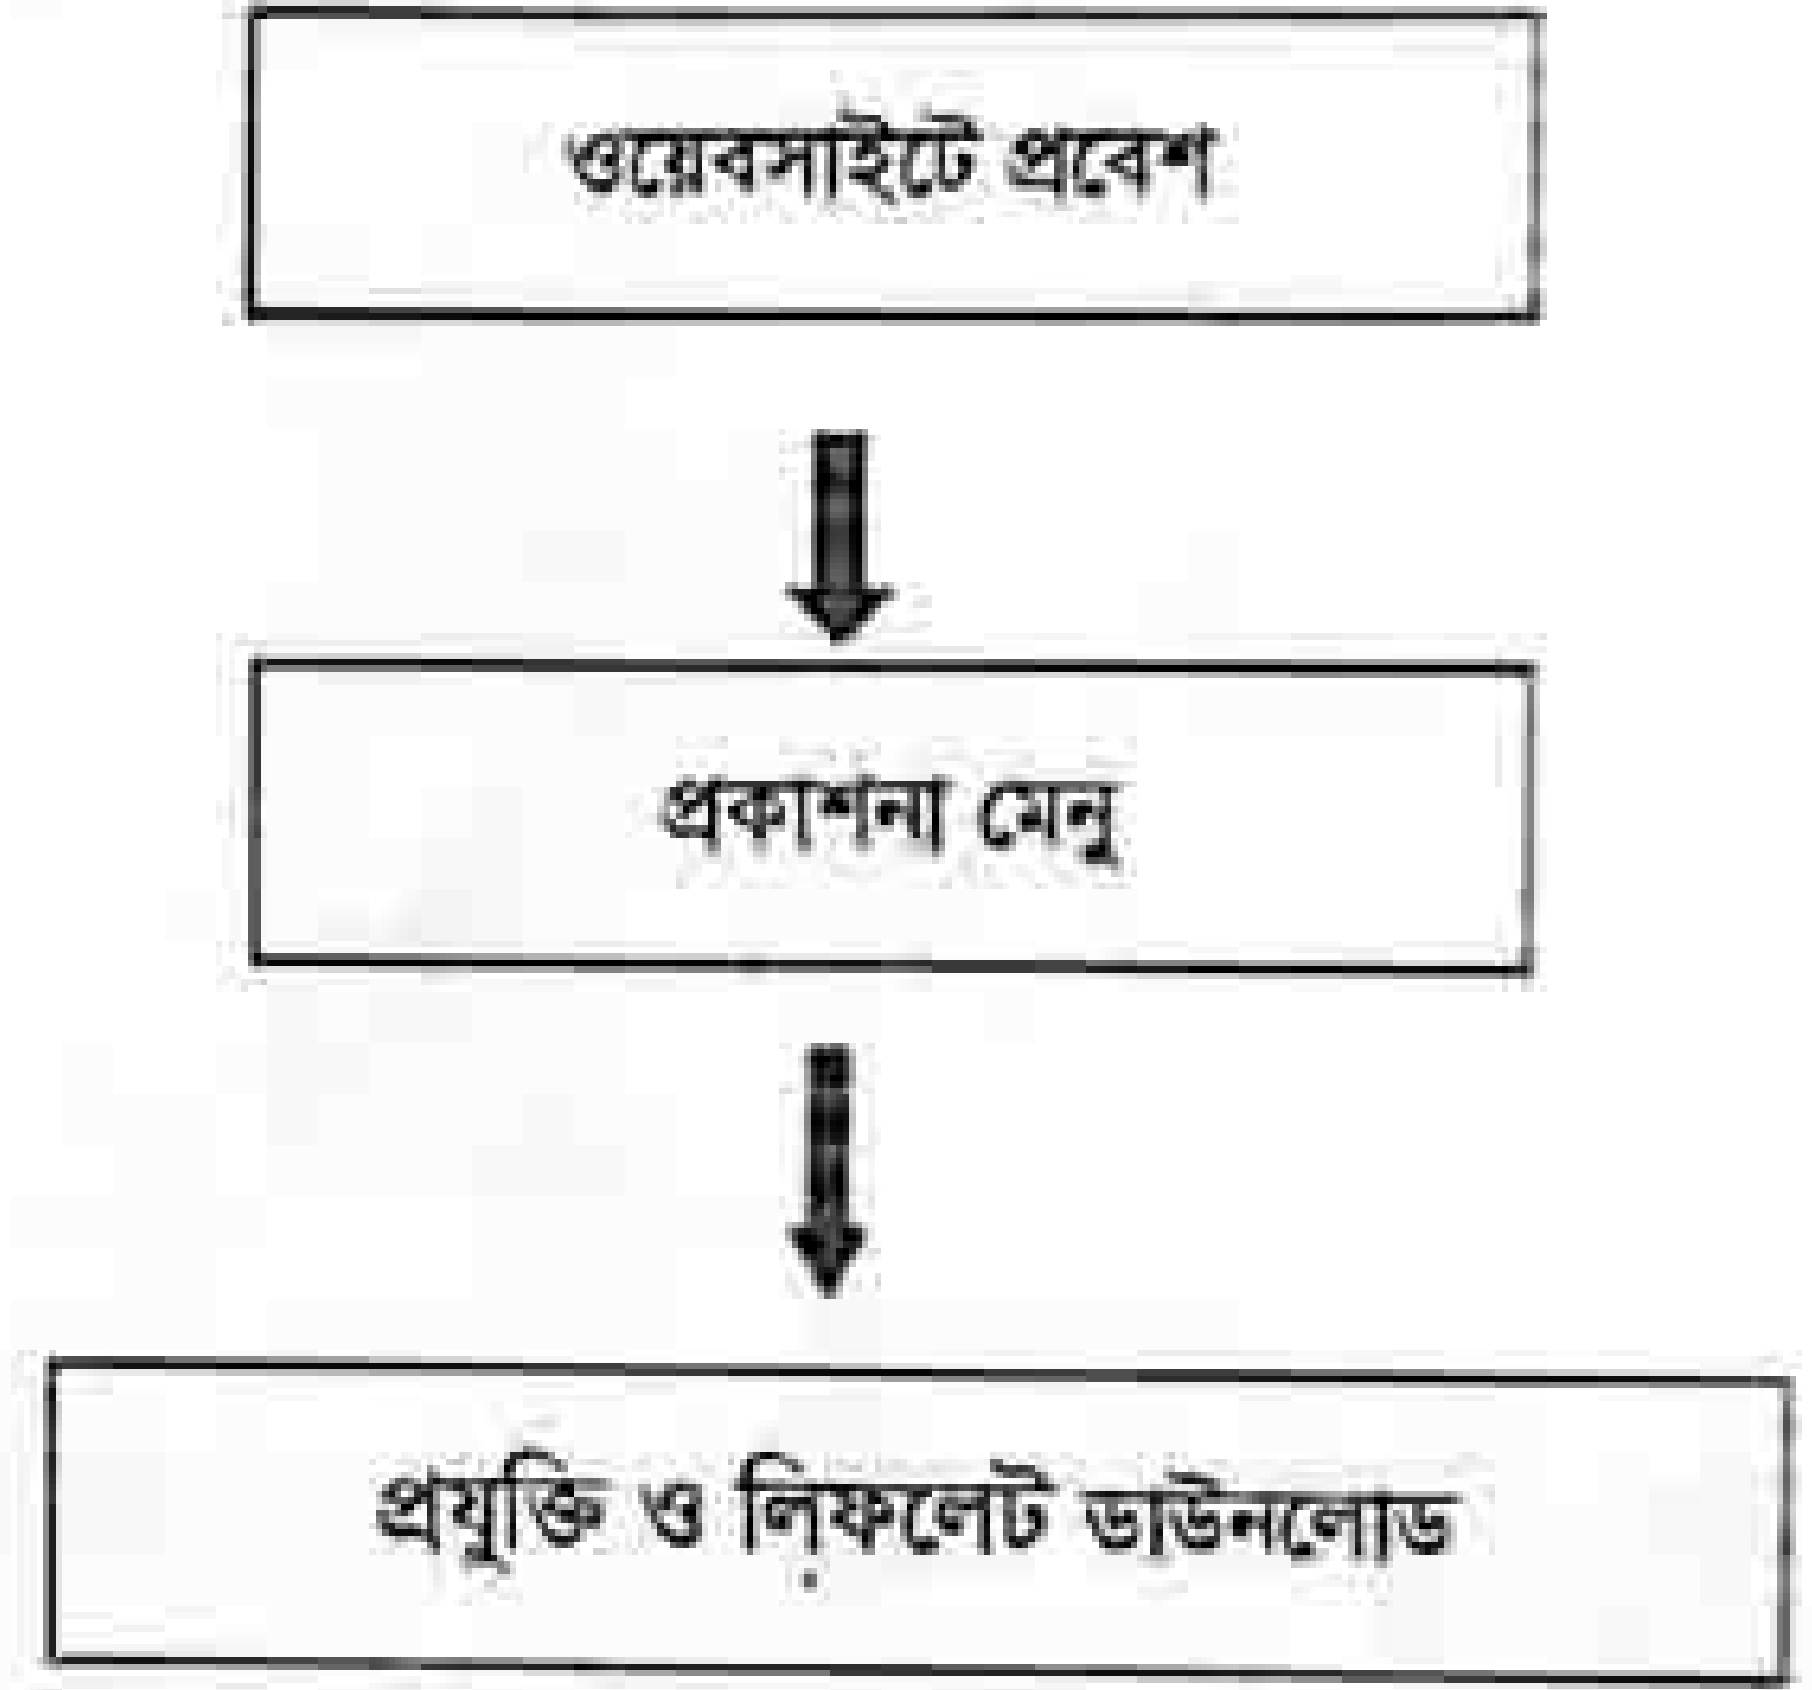 ওয়েবসাইটে প্রবেশ
প্রকাশনা মেনু
প্রযুক্তি ও লিফলেট ডাউনলোড